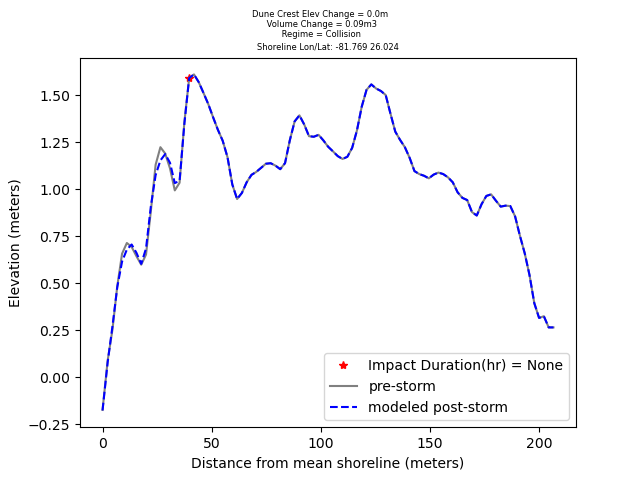 Dune Crest Elev Change = 0.0m
Volume Change = 0.09m3
Regime = Collision
Shoreline Lon/Lat: -81.769 26.024
1.50
1.25
1.00
0.75
0.50
0.25
0.00
−0.25
Elevation (meters)
Impact Duration(hr) = None
pre-storm
modeled post-storm
0 50 100 150 200
Distance from mean shoreline (meters)